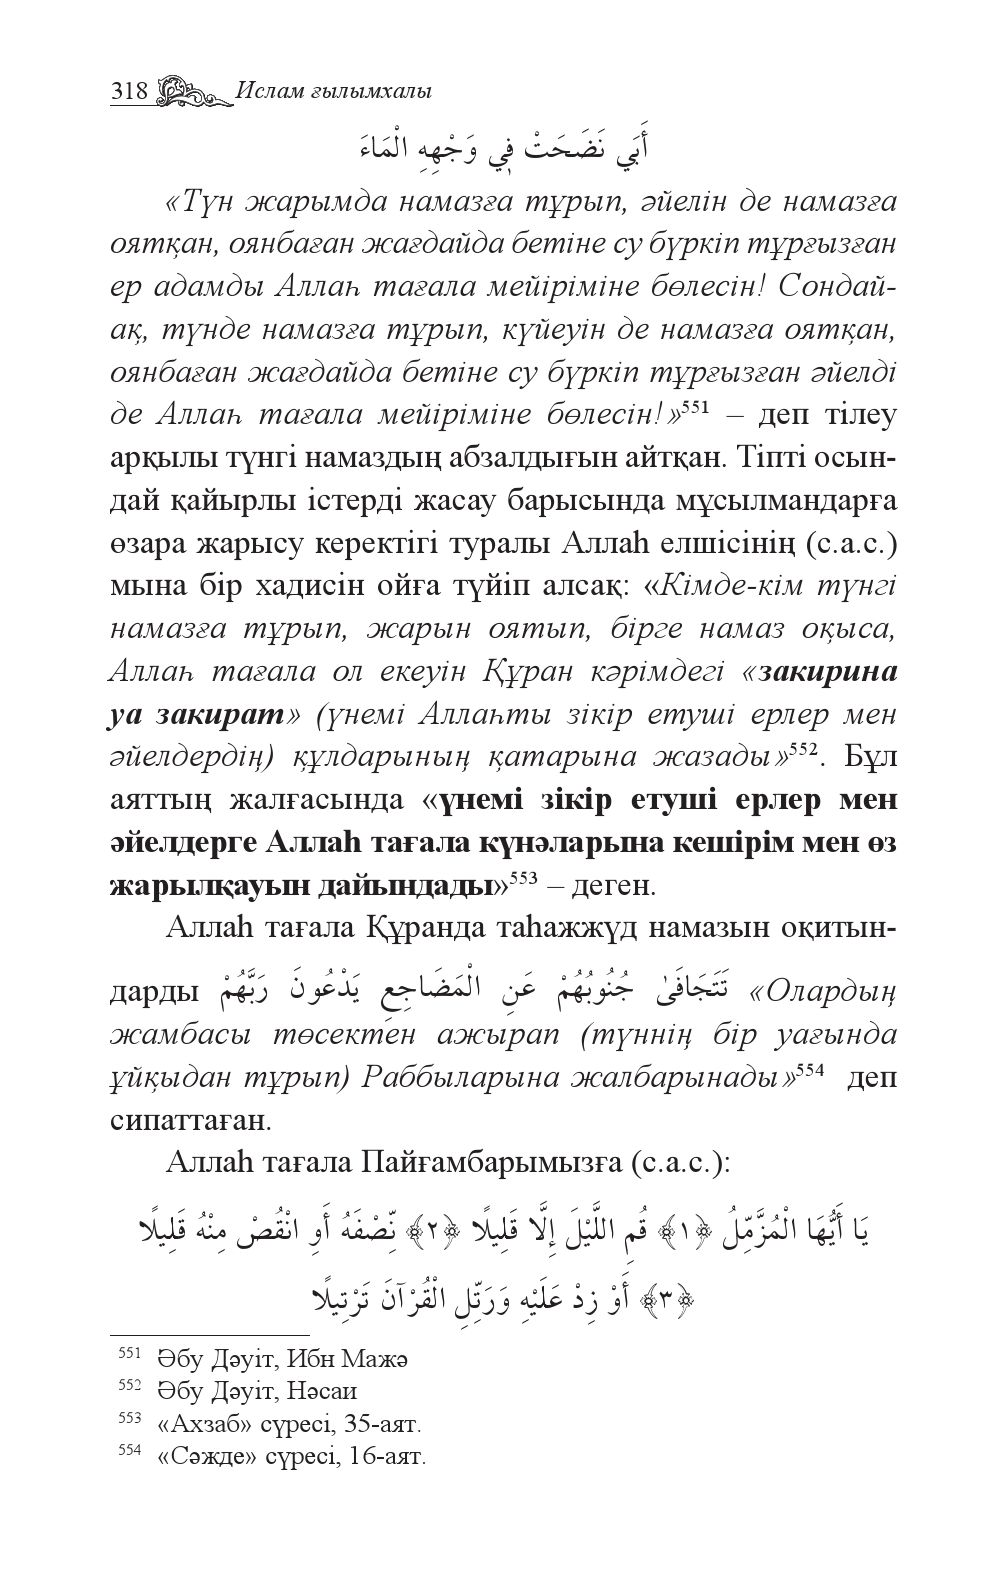 318 Ислам ғылымхалы
أَبَي نَضَحَتْ فِي وَجْهِهِ الْمَاءَ
«Түн жарымда намазға тұрып, әйелін де намазға
оятқан, оянбаған жағдайда бетіне су бүркіп тұрғызған
ер адамды Аллаһ тағала мейіріміне бөлесін! Сондай-
ақ, түнде намазға тұрып, күйеуін де намазға оятқан,
оянбаған жағдайда бетіне су бүркіп тұрғызған әйелді
де Аллаһ тағала мейіріміне бөлесін!»551 – деп тілеу
арқылы түнгі намаздың абзалдығын айтқан. Тіпті осын-
дай қайырлы істерді жасау барысында мұсылмандарға
өзара жарысу керектігі туралы Аллаһ елшісінің (с.а.с.)
мына бір хадисін ойға түйіп алсақ: «Кімде-кім түнгі
намазға тұрып, жарын оятып, бірге намаз оқыса,
Аллаһ тағала ол екеуін Құран кәрімдегі «закирина
уа закират» (үнемі Аллаһты зікір етуші ерлер мен
әйелдердің) құлдарының қатарына жазады»552. Бұл
аяттың жалғасында «үнемі зікір етуші ерлер мен
әйелдерге Аллаһ тағала күнәларына кешірім мен өз
жарылқауын дайындады»553 – деген.
Аллаһ тағала Құранда таһажжүд намазын оқитын-
дарды تَتَجَافَىٰ جُنُوبُهُمْ عَنِ الْمَضَاجِعِ يَدْعُونَ رَبَّهُمْ «Олардың
жамбасы төсектен ажырап (түннің бір уағында
ұйқыдан тұрып) Раббыларына жалбарынады»554 деп
сипаттаған.
Аллаһ тағала Пайғамбарымызға (с.а.с.):
يَا أَيُّهَا الْمُزَّمِّلُ ﴿١﴾ قُمِ اللَّيْلَ إِلَّا قَلِيلًا ﴿٢﴾ نِّصْفَهُ أَوِ انْقُصْ مِنْهُ قَلِيلًا
﴿٣﴾ أَوْ زِدْ عَلَيْهِ وَرَتِّلِ الْقُرْآنَ تَرْتِيلًا
551 Әбу Дәуіт, Ибн Мажә
552 Әбу Дәуіт, Нәсаи
553 «Ахзаб» сүресі, 35-аят.
554 «Сәжде» сүресі, 16-аят.